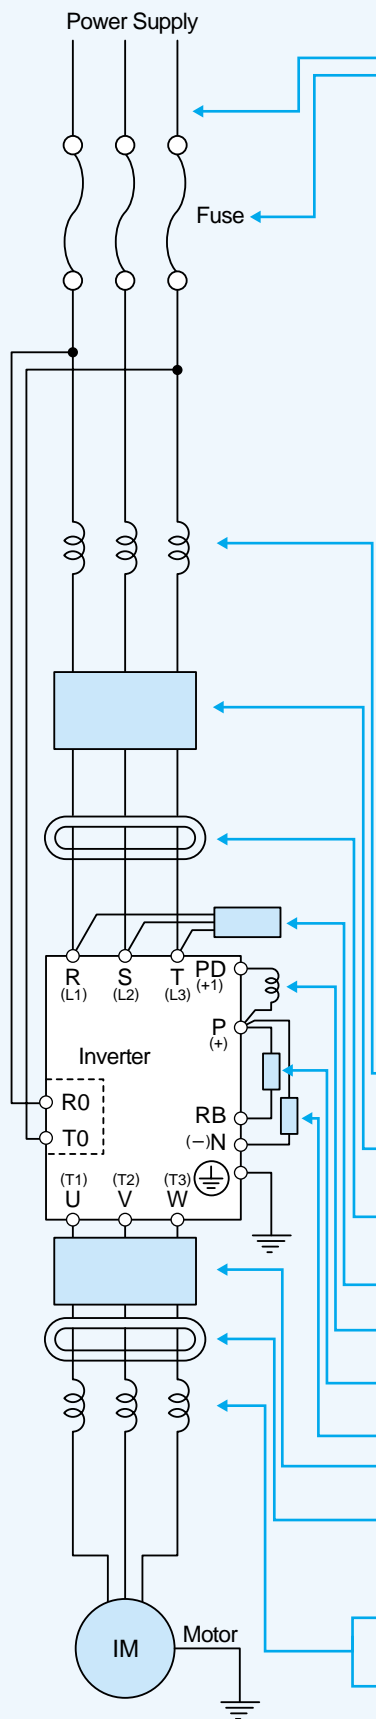 Power Supply
Fuse
R S T PD
(L1) (L2) (L3) (+1)
P
(+)
Inverter
R0
RB
T0
(−)N
(T1) (T2) (T3)
U V W
IM
Motor